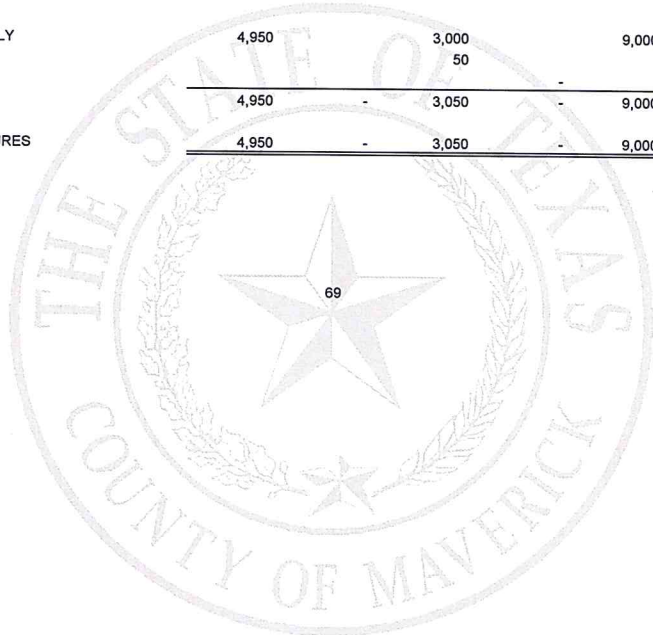 LY 4,950 3,000 9,000
50
-
4,950 - 3,050 - 9,000
URES 4,950 - 3,050 - 9,000
69
THE STATE OF TEXAS
COUNTY OF MAVERICK